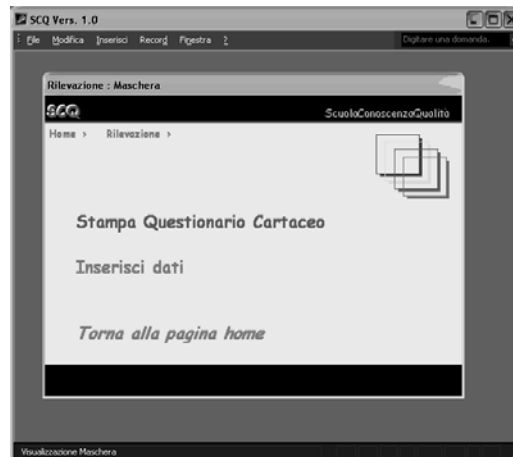 SCQ Vers. 1.0
File Modifica Inserisci Record Finestra ?
Digitare una domanda.
Rilevazione : Maschera
SCQ
ScuolaConoscenzaQualità
Home > Rilevazione >
Stampa Questionario Cartaceo
Inserisci dati
Torna alla pagina home
Visualizzazione Maschera